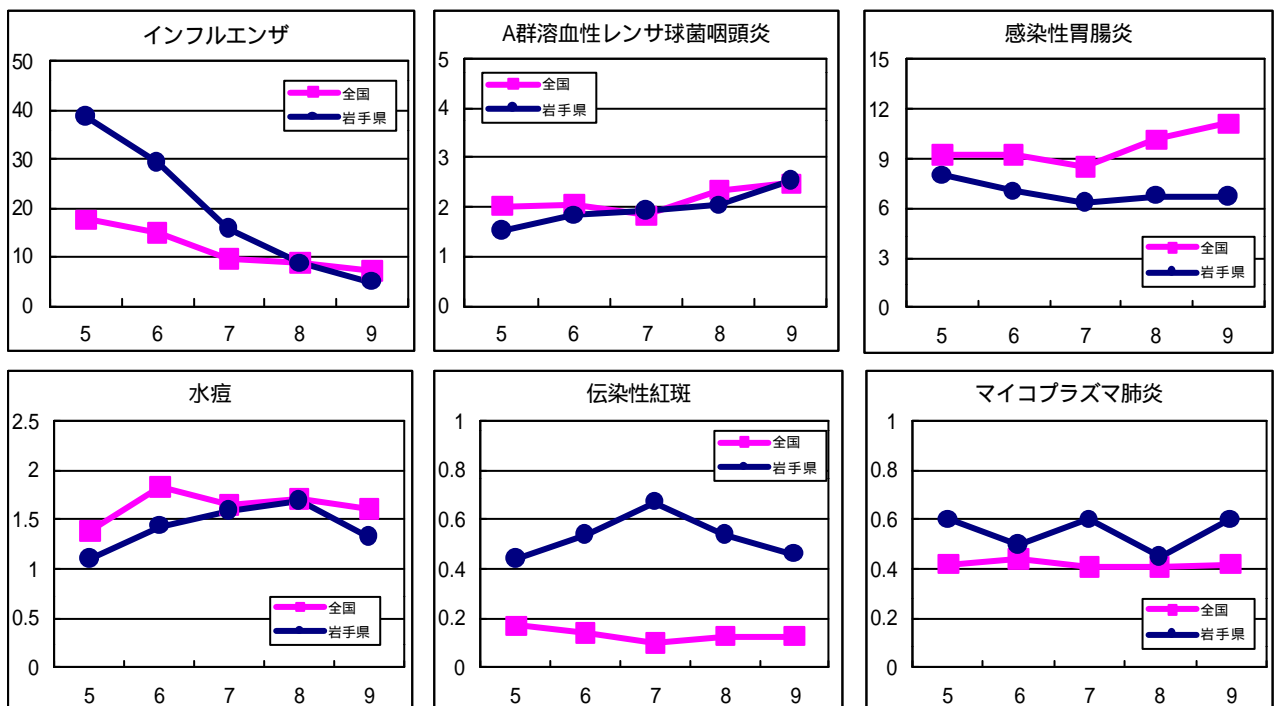 インフルエンザ
50
40
30
20
10
0
全国
岩手県
5 6 7 8 9
A群溶血性レンサ球菌咽頭炎
5
4
3
2
1
0
全国
岩手県
5 6 7 8 9
感染性胃腸炎
15
12
9
6
3
0
全国
岩手県
5 6 7 8 9
水痘
2.5
2
1.5
1
0.5
0
全国
岩手県
5 6 7 8 9
伝染性紅斑
1
0.8
0.6
0.4
0.2
0
全国
岩手県
5 6 7 8 9
マイコプラズマ肺炎
1
0.8
0.6
0.4
0.2
0
全国
岩手県
5 6 7 8 9